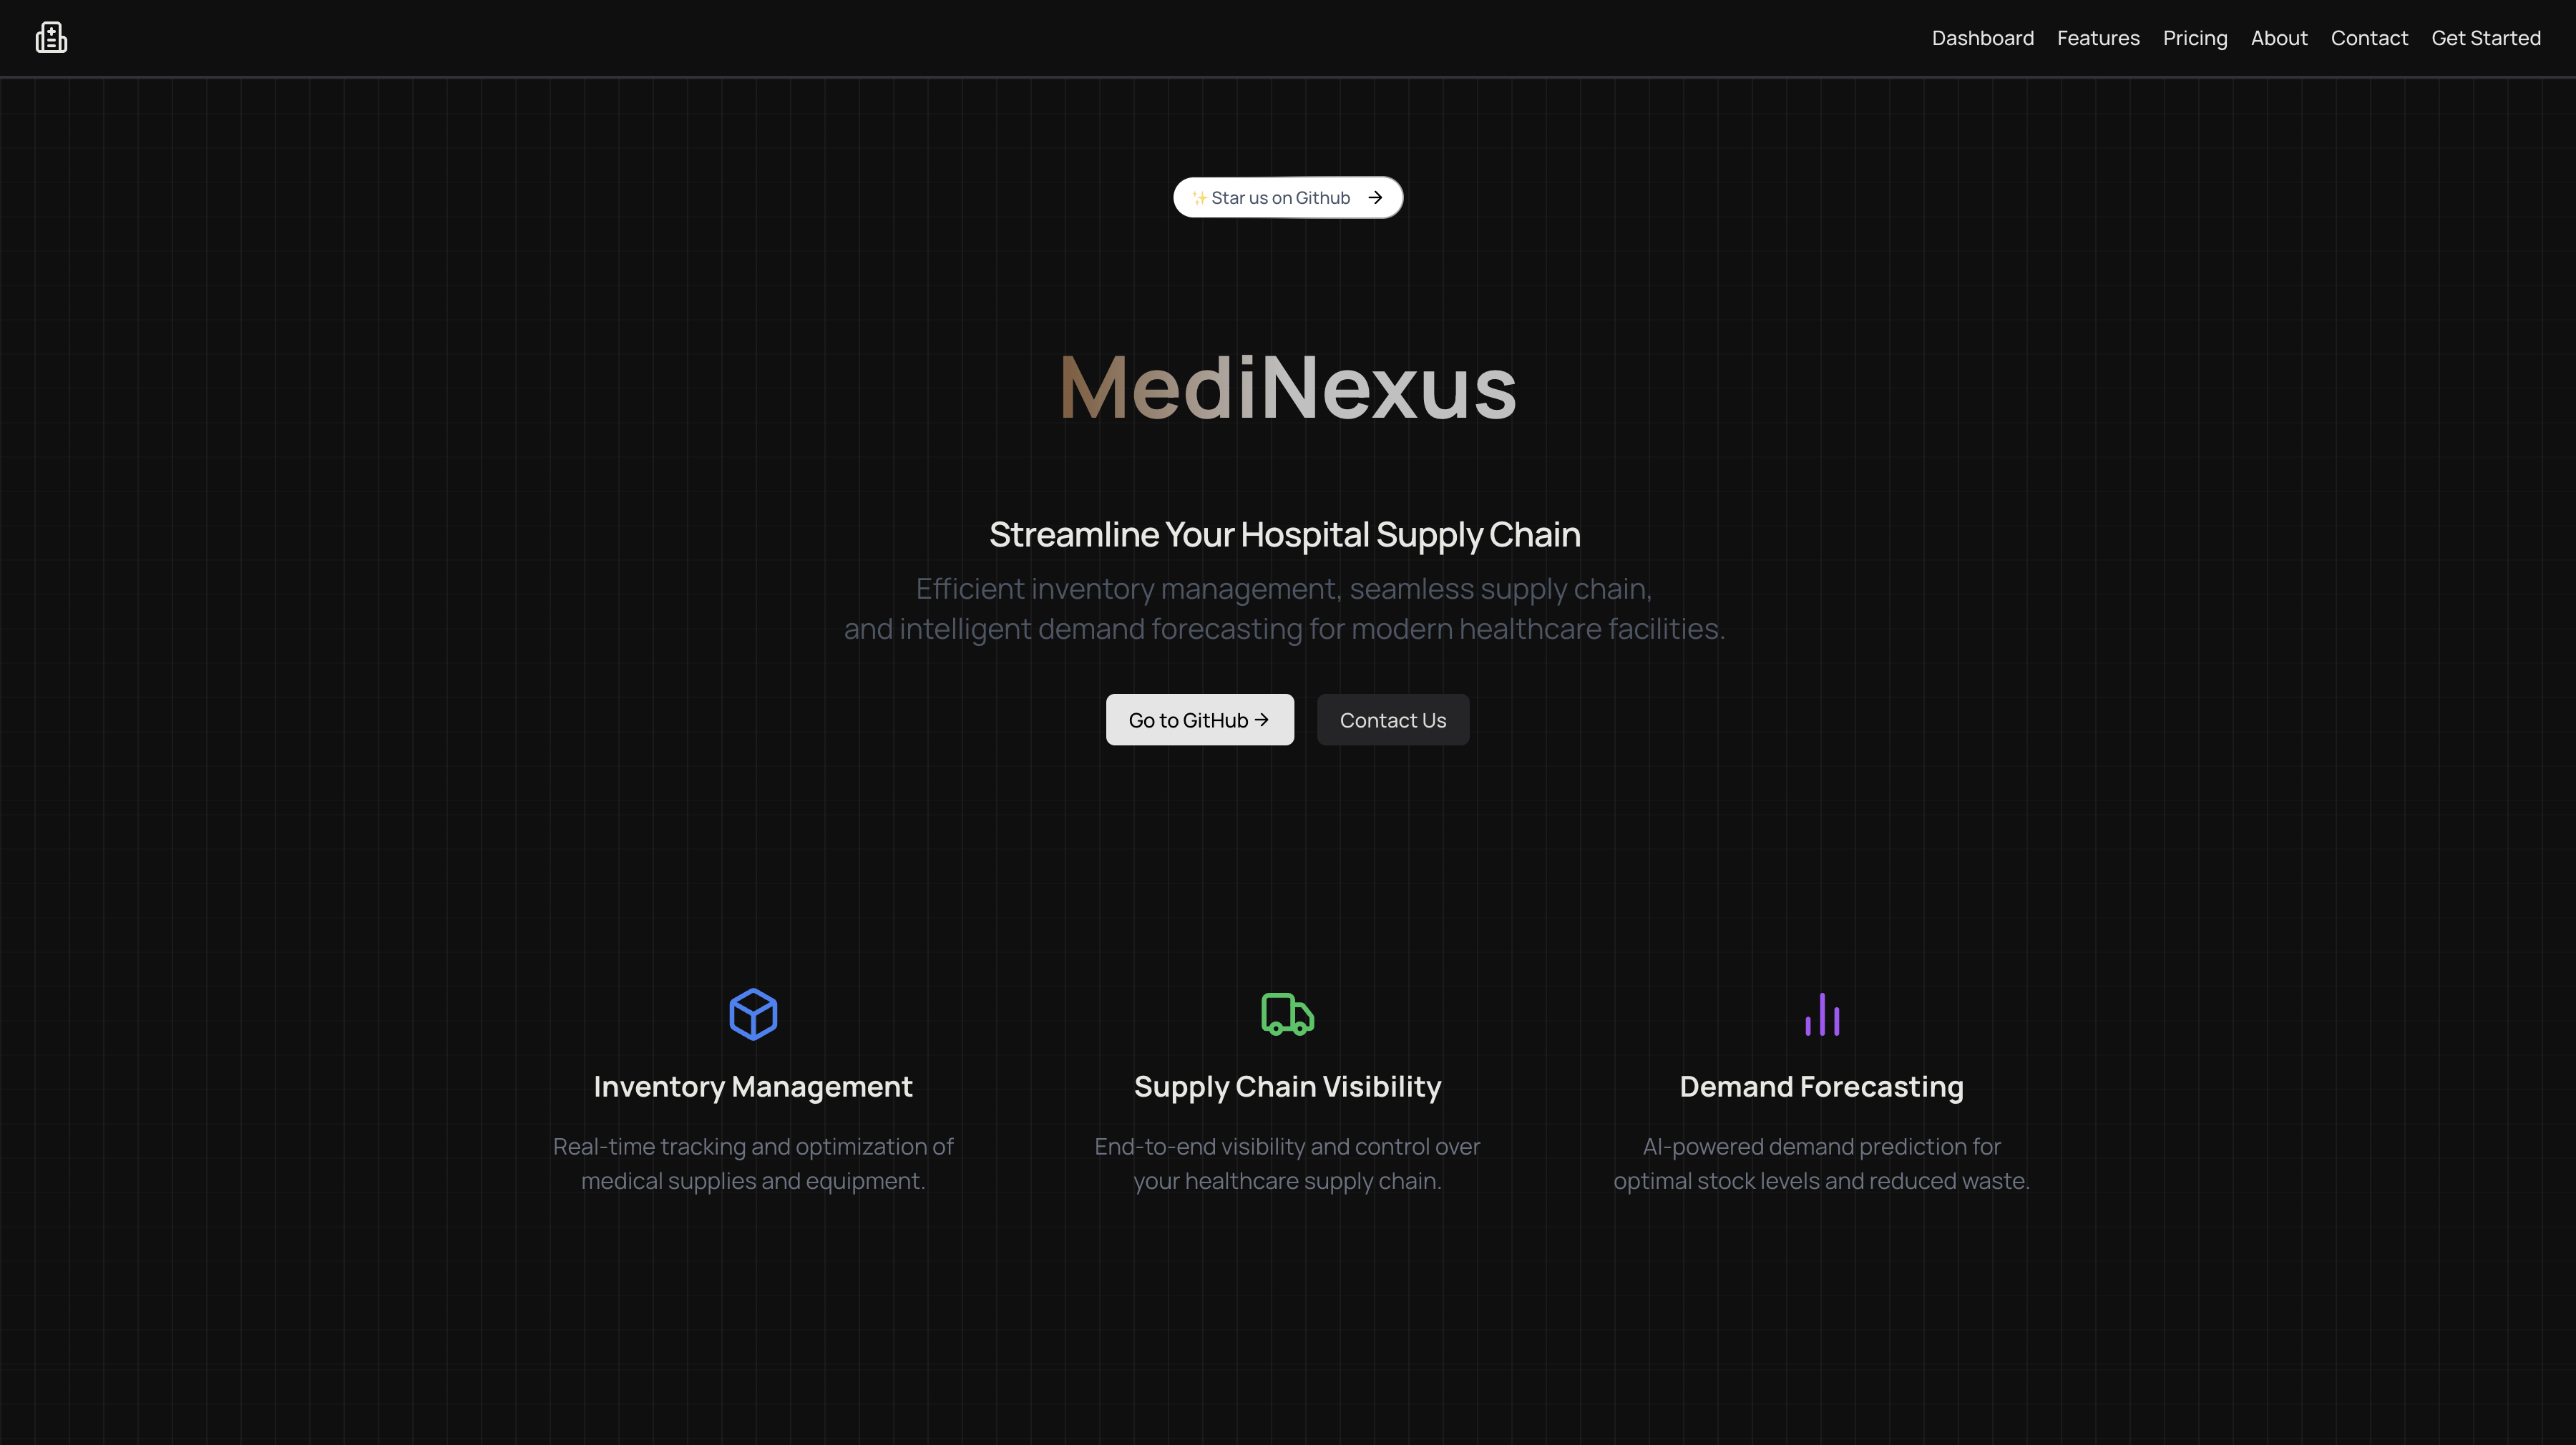 Dashboard Features Pricing About Contact Get Started
✨ Star us on Github →
MediNexus
Streamline Your Hospital Supply Chain
Efficient inventory management, seamless supply chain,
and intelligent demand forecasting for modern healthcare facilities.
Go to GitHub → Contact Us
Inventory Management
Real-time tracking and optimization of
medical supplies and equipment.
Supply Chain Visibility
End-to-end visibility and control over
your healthcare supply chain.
Demand Forecasting
AI-powered demand prediction for
optimal stock levels and reduced waste.